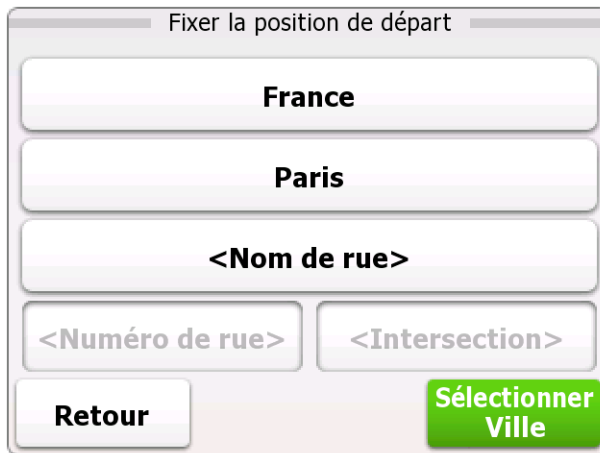 Fixer la position de départ
France
Paris
<Nom de rue>
<Numéro de rue> <Intersection>
Retour
Sélectionner
Ville